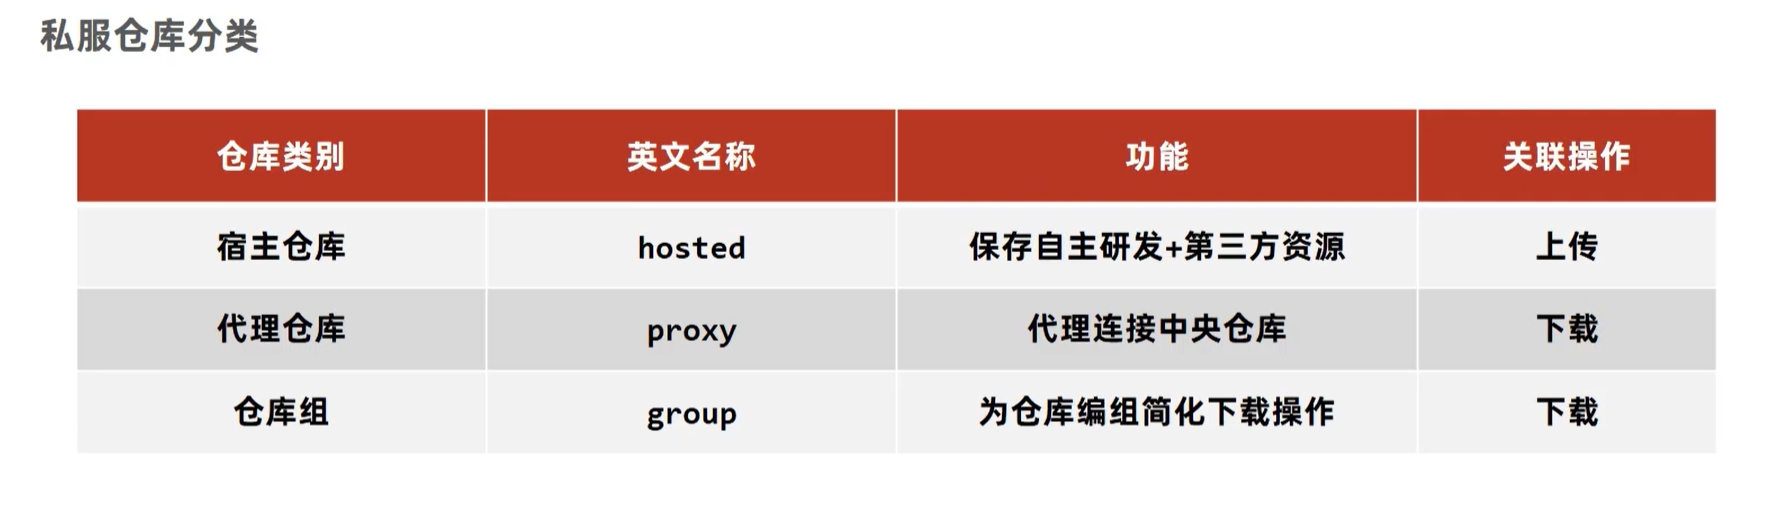 私服仓库分类
仓库类别 英文名称 功能 关联操作
宿主仓库 hosted 保存自主研发+第三方资源 上传
代理仓库 proxy 代理连接中央仓库 下载
仓库组 group 为仓库编组简化下载操作 下载